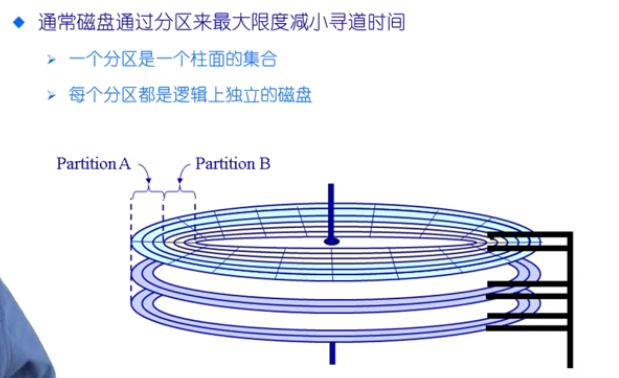 通常磁盘通过分区来最大限度减小寻道时间
一个分区是一个柱面的集合
每个分区都是逻辑上独立的磁盘
Partition A
Partition B